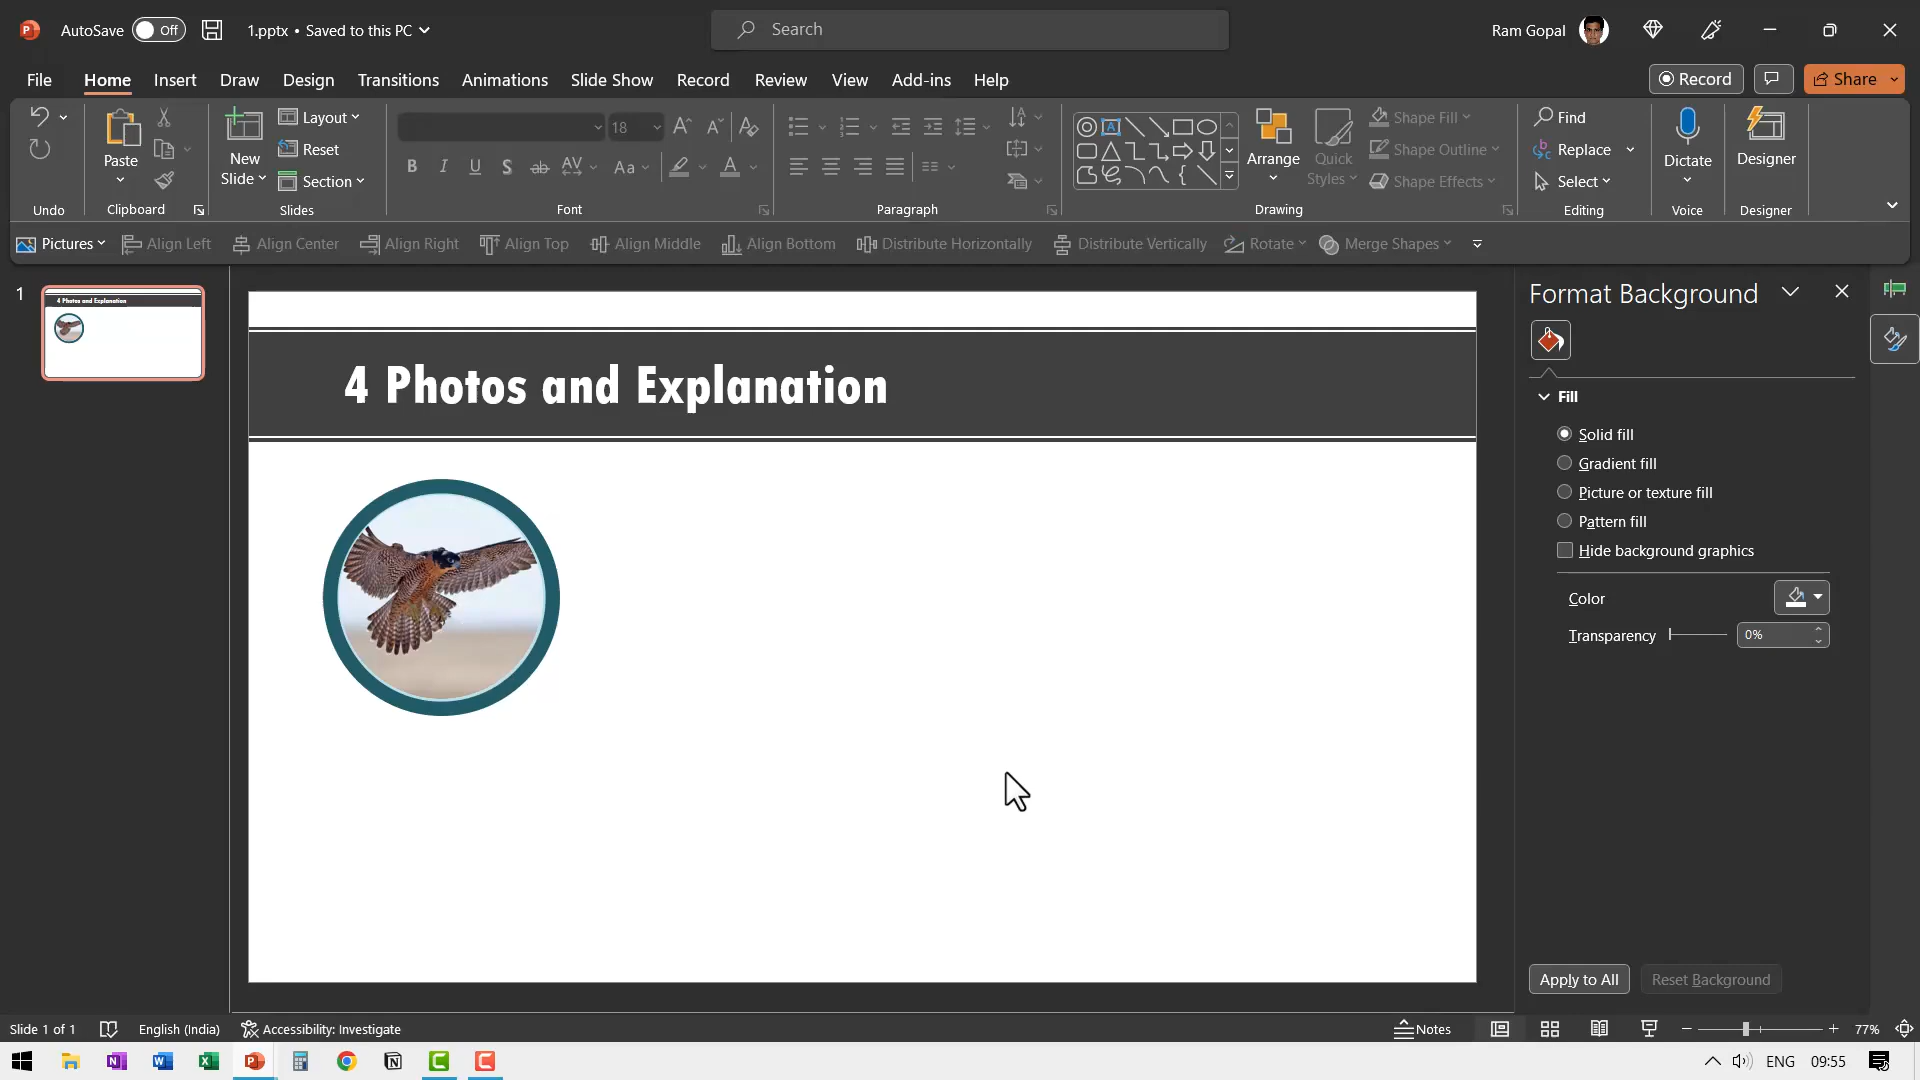 AutoSave Off 1.pptx • Saved to this PC Search Ram Gopal
File Home Insert Draw Design Transitions Animations Slide Show Record Review View Add-ins Help Record Share
Paste
New Slide
Layout
Reset
Section
18
B I U S ab AV Aa A
Arrange
Quick Styles
Shape Fill
Shape Outline
Shape Effects
Find
Replace
Select
Dictate
Designer
Undo Clipboard Slides Font Paragraph Drawing Editing Voice Designer
Pictures Align Left Align Center Align Right Align Top Align Middle Align Bottom Distribute Horizontally Distribute Vertically Rotate Merge Shapes
1
4 Photos and Explanation
4 Photos and Explanation
Format Background
Fill
Solid fill
Gradient fill
Picture or texture fill
Pattern fill
Hide background graphics
Color
Transparency 0%
Apply to All Reset Background
Slide 1 of 1 English (India) Accessibility: Investigate Notes 77%
ENG 09:55